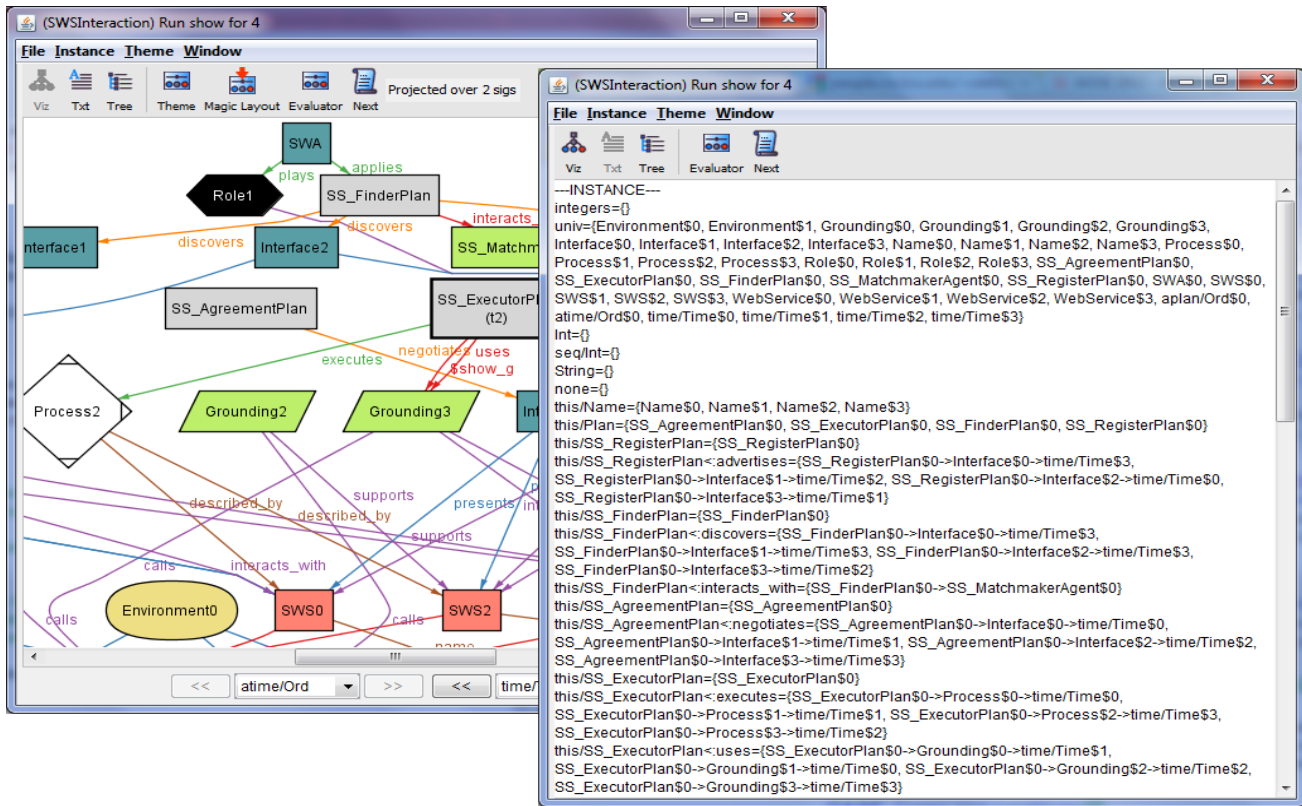 (SWSInteraction) Run show for 4
File Instance Theme Window
Viz Txt Tree Theme Magic Layout Evaluator Next Projected over 2 sigs
SWA
plays applies
Role1 SS_FinderPlan
discovers discovers interacts_
nterface1 Interface2 SS_Matchm
SS_AgreementPlan SS_ExecutorPl
(t2)
executes negotiates uses
$show_g
Process2 Grounding2 Grounding3 Int
described_by described_by supports presents
supports
calls interacts_with
Environment0 SWS0 SWS2
calls calls
name
<< atime/Ord >> << time/T
(SWSInteraction) Run show for 4
File Instance Theme Window
Viz Txt Tree Evaluator Next
---INSTANCE---
integers={}
univ={Environment$0, Environment$1, Grounding$0, Grounding$1, Grounding$2, Grounding$3,
Interface$0, Interface$1, Interface$2, Interface$3, Name$0, Name$1, Name$2, Name$3, Process$0,
Process$1, Process$2, Process$3, Role$0, Role$1, Role$2, Role$3, SS_AgreementPlan$0,
SS_ExecutorPlan$0, SS_FinderPlan$0, SS_MatchmakerAgent$0, SS_RegisterPlan$0, SWA$0, SWS$0,
SWS$1, SWS$2, SWS$3, WebService$0, WebService$1, WebService$2, WebService$3, aplan/Ord$0,
atime/Ord$0, time/Time$0, time/Time$1, time/Time$2, time/Time$3}
Int={}
seq/Int={}
String={}
none={}
this/Name={Name$0, Name$1, Name$2, Name$3}
this/Plan={SS_AgreementPlan$0, SS_ExecutorPlan$0, SS_FinderPlan$0, SS_RegisterPlan$0}
this/SS_RegisterPlan={SS_RegisterPlan$0}
this/SS_RegisterPlan<:advertises={SS_RegisterPlan$0->Interface$0->time/Time$3,
SS_RegisterPlan$0->Interface$1->time/Time$2, SS_RegisterPlan$0->Interface$2->time/Time$0,
SS_RegisterPlan$0->Interface$3->time/Time$1}
this/SS_FinderPlan={SS_FinderPlan$0}
this/SS_FinderPlan<:discovers={SS_FinderPlan$0->Interface$0->time/Time$3,
SS_FinderPlan$0->Interface$1->time/Time$3, SS_FinderPlan$0->Interface$2->time/Time$3,
SS_FinderPlan$0->Interface$3->time/Time$2}
this/SS_FinderPlan<:interacts_with={SS_FinderPlan$0->SS_MatchmakerAgent$0}
this/SS_AgreementPlan={SS_AgreementPlan$0}
this/SS_AgreementPlan<:negotiates={SS_AgreementPlan$0->Interface$0->time/Time$0,
SS_AgreementPlan$0->Interface$1->time/Time$1, SS_AgreementPlan$0->Interface$2->time/Time$2,
SS_AgreementPlan$0->Interface$3->time/Time$3}
this/SS_ExecutorPlan={SS_ExecutorPlan$0}
this/SS_ExecutorPlan<:executes={SS_ExecutorPlan$0->Process$0->time/Time$0,
SS_ExecutorPlan$0->Process$1->time/Time$1, SS_ExecutorPlan$0->Process$2->time/Time$3,
SS_ExecutorPlan$0->Process$3->time/Time$2}
this/SS_ExecutorPlan<:uses={SS_ExecutorPlan$0->Grounding$0->time/Time$1,
SS_ExecutorPlan$0->Grounding$1->time/Time$0, SS_ExecutorPlan$0->Grounding$2->time/Time$2,
SS_ExecutorPlan$0->Grounding$3->time/Time$3}